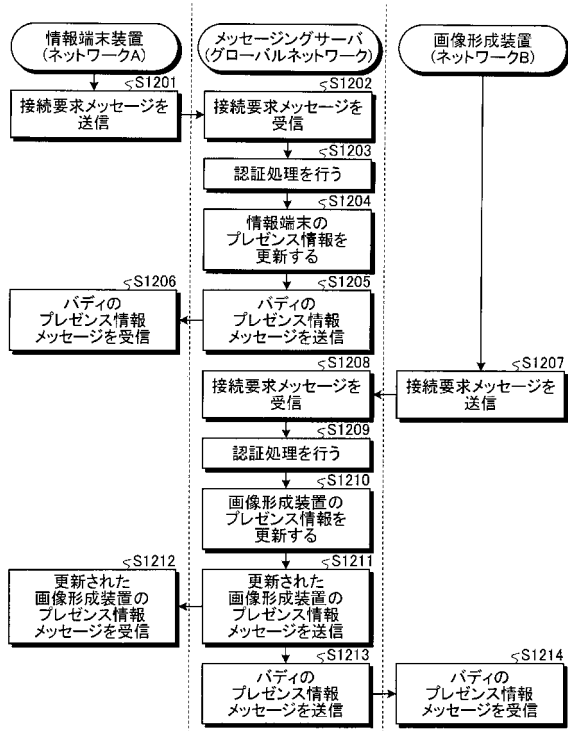 情報端末装置
(ネットワークA)
メッセージングサーバ
(グローバルネットワーク)
画像形成装置
(ネットワークB)
S1201
接続要求メッセージを
送信
S1202
接続要求メッセージを
受信
S1203
認証処理を行う
S1204
情報端末の
プレゼンス情報を
更新する
S1205
バディの
プレゼンス情報
メッセージを送信
S1206
バディの
プレゼンス情報
メッセージを受信
S1207
接続要求メッセージを
送信
S1208
接続要求メッセージを
受信
S1209
認証処理を行う
S1210
画像形成装置の
プレゼンス情報を
更新する
S1211
更新された
画像形成装置の
プレゼンス情報
メッセージを送信
S1212
更新された
画像形成装置の
プレゼンス情報
メッセージを受信
S1213
バディの
プレゼンス情報
メッセージを送信
S1214
バディの
プレゼンス情報
メッセージを受信